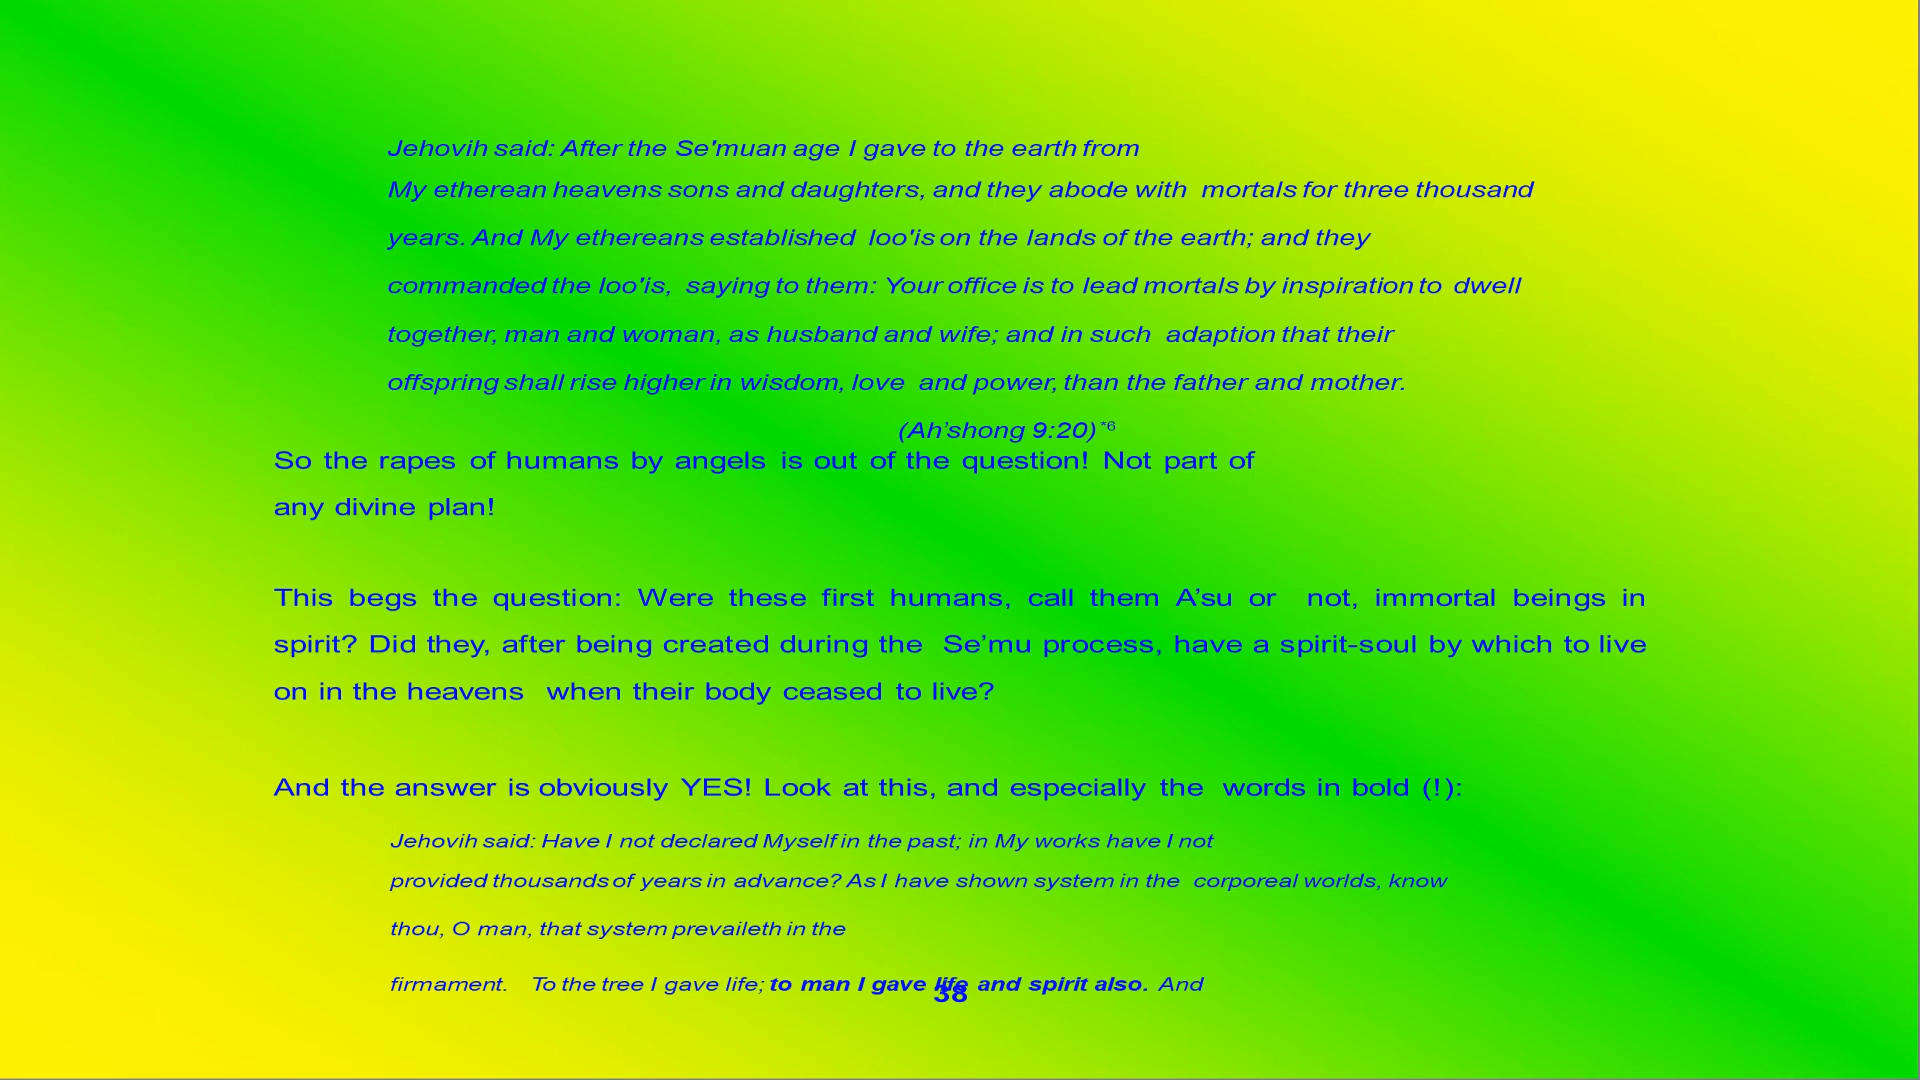 Jehovih said: After the Se'muan age I gave to the earth from
My etherean heavens sons and daughters, and they abode with mortals for three thousand
years. And My ethereans established loo'is on the lands of the earth; and they
commanded the loo'is, saying to them: Your office is to lead mortals by inspiration to dwell
together, man and woman, as husband and wife; and in such adaption that their
offspring shall rise higher in wisdom, love and power, than the father and mother.
(Ah’shong 9:20)*6
So the rapes of humans by angels is out of the question! Not part of
any divine plan!
This begs the question: Were these first humans, call them A’su or not, immortal beings in
spirit? Did they, after being created during the Se’mu process, have a spirit-soul by which to live
on in the heavens when their body ceased to live?
And the answer is obviously YES! Look at this, and especially the words in bold (!):
Jehovih said: Have I not declared Myself in the past; in My works have I not
provided thousands of years in advance? As I have shown system in the corporeal worlds, know
thou, O man, that system prevaileth in the
firmament. To the tree I gave life; to man I gave life and spirit also. And
38